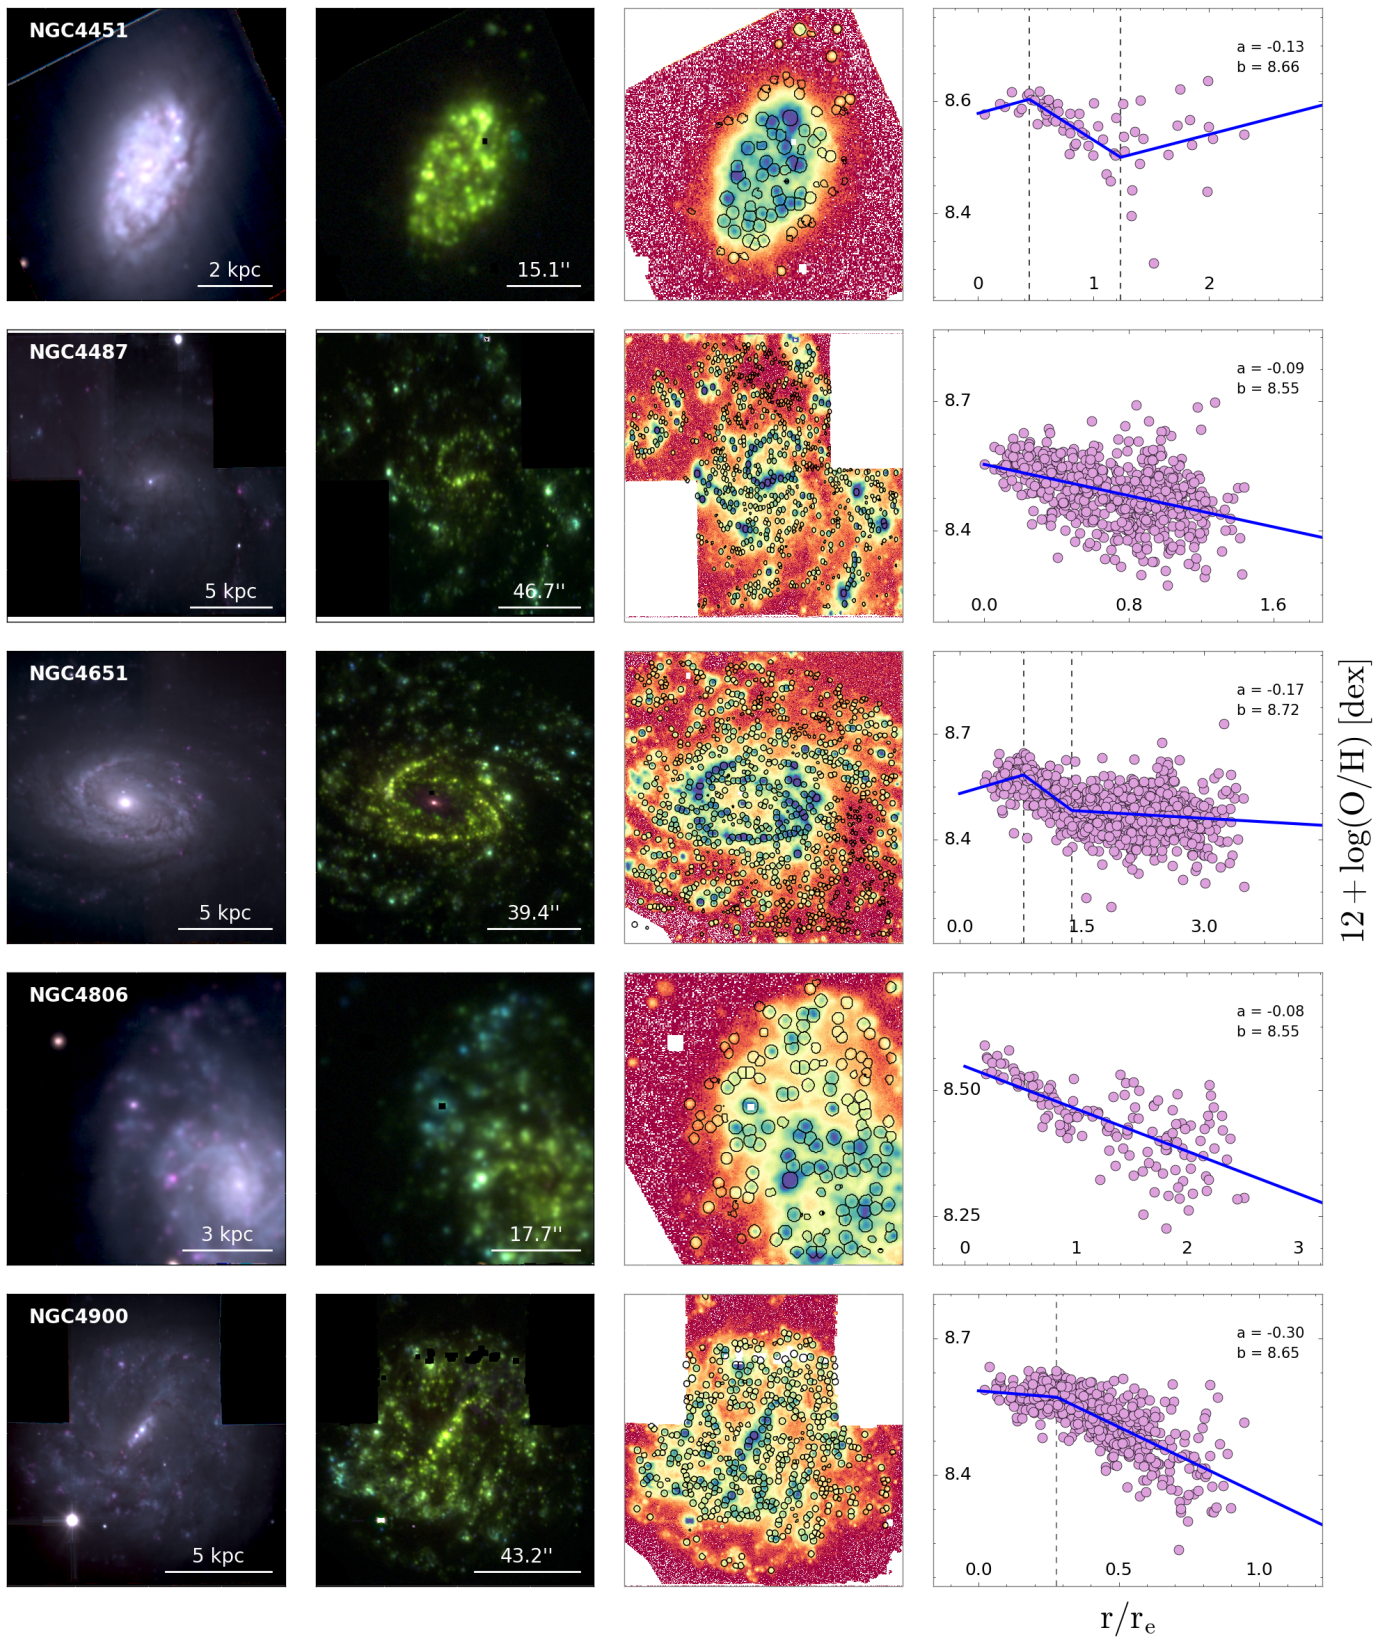 NGC4451
2 kpc
15.1''
a = -0.13
b = 8.66
8.6
8.4
0 1 2
NGC4487
5 kpc
46.7''
a = -0.09
b = 8.55
8.7
8.4
0.0 0.8 1.6
NGC4651
5 kpc
39.4''
a = -0.17
b = 8.72
8.7
8.4
0.0 1.5 3.0
NGC4806
3 kpc
17.7''
a = -0.08
b = 8.55
8.50
8.25
0 1 2 3
NGC4900
5 kpc
43.2''
a = -0.30
b = 8.65
8.7
8.4
0.0 0.5 1.0
r/rₑ
12 + log(O/H) [dex]